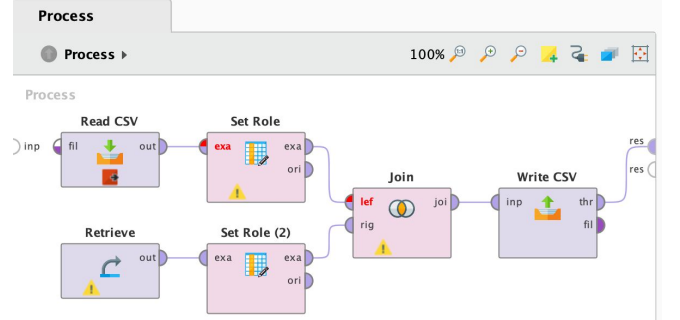 Process
Process
100%
Process
Read CSV
Set Role
inp
fil
out
exa
exa
ori
res
res
Join
Write CSV
lef
joi
rig
inp
thr
fil
Retrieve
Set Role (2)
out
exa
exa
ori